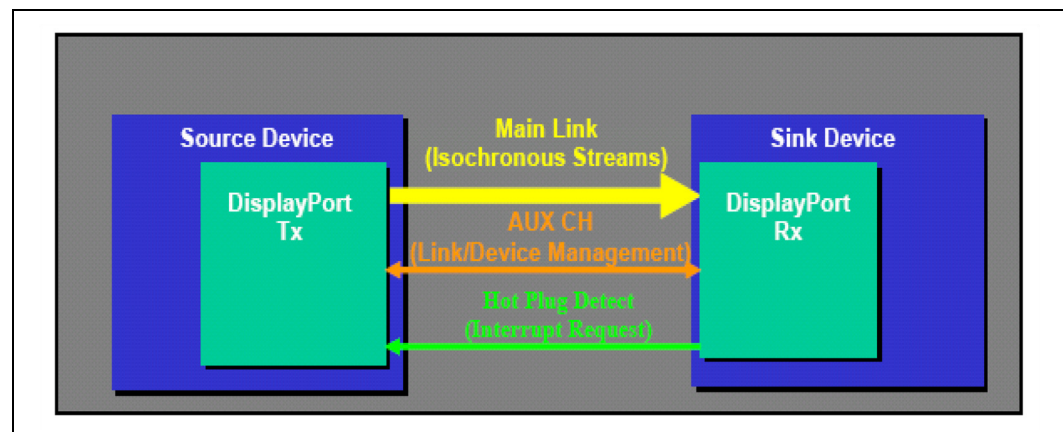 Source Device
DisplayPort
Tx
Main Link
(Isochronous Streams)
AUX CH
(Link/Device Management)
Hot Plug Detect
(Interrupt Request)
Sink Device
DisplayPort
Rx